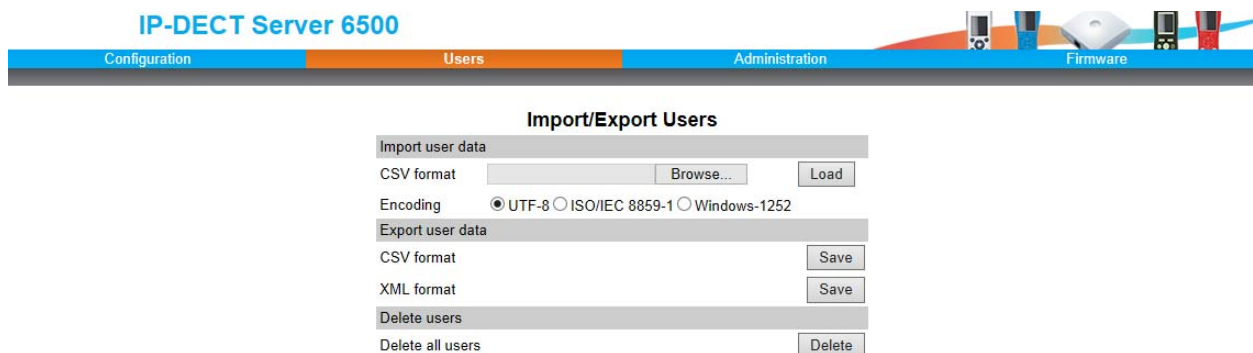 IP-DECT Server 6500
Configuration Users Administration Firmware
Import/Export Users
Import user data
CSV format Browse... Load
Encoding UTF-8 ISO/IEC 8859-1 Windows-1252
Export user data
CSV format Save
XML format Save
Delete users
Delete all users Delete